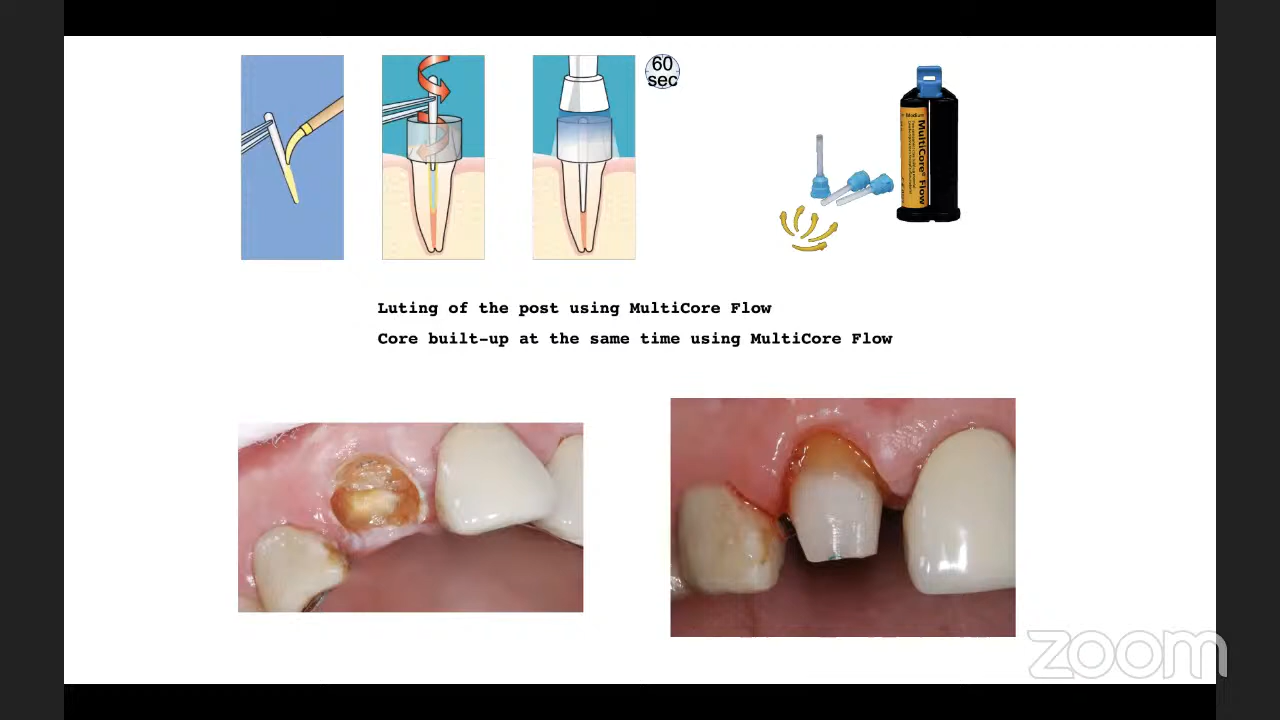 60
sec
Medium
MultiCore® Flow
Luting of the post using MultiCore Flow
Core built-up at the same time using MultiCore Flow
zoom